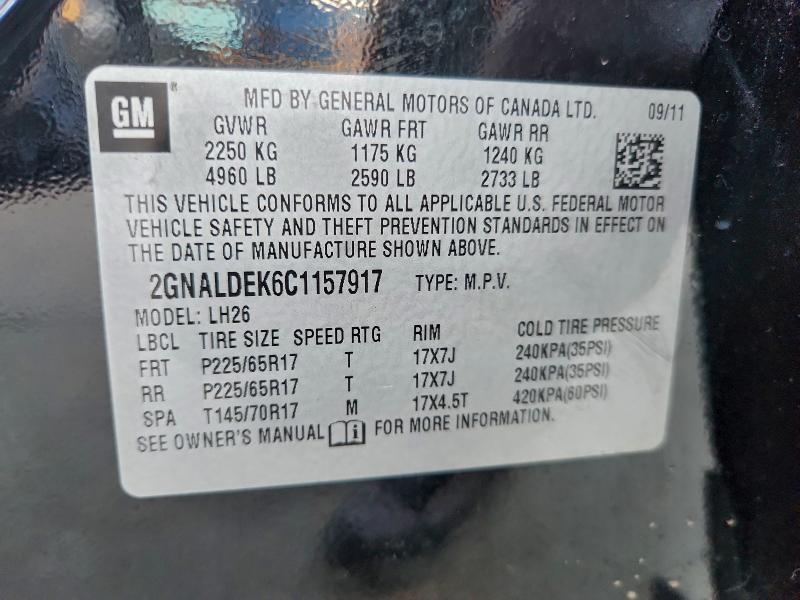 GM ® MFD BY GENERAL MOTORS OF CANADA LTD. 09/11
GVWR GAWR FRT GAWR RR
2250 KG 1175 KG 1240 KG
4960 LB 2590 LB 2733 LB
THIS VEHICLE CONFORMS TO ALL APPLICABLE U.S. FEDERAL MOTOR
VEHICLE SAFETY AND THEFT PREVENTION STANDARDS IN EFFECT ON
THE DATE OF MANUFACTURE SHOWN ABOVE.
2GNALDEK6C1157917 TYPE: M.P.V.
MODEL: LH26
LBCL TIRE SIZE SPEED RTG RIM COLD TIRE PRESSURE
FRT P225/65R17 T 17X7J 240KPA(35PSI)
RR P225/65R17 T 17X7J 240KPA(35PSI)
SPA T145/70R17 M 17X4.5T 420KPA(60PSI)
SEE OWNER'S MANUAL i FOR MORE INFORMATION.